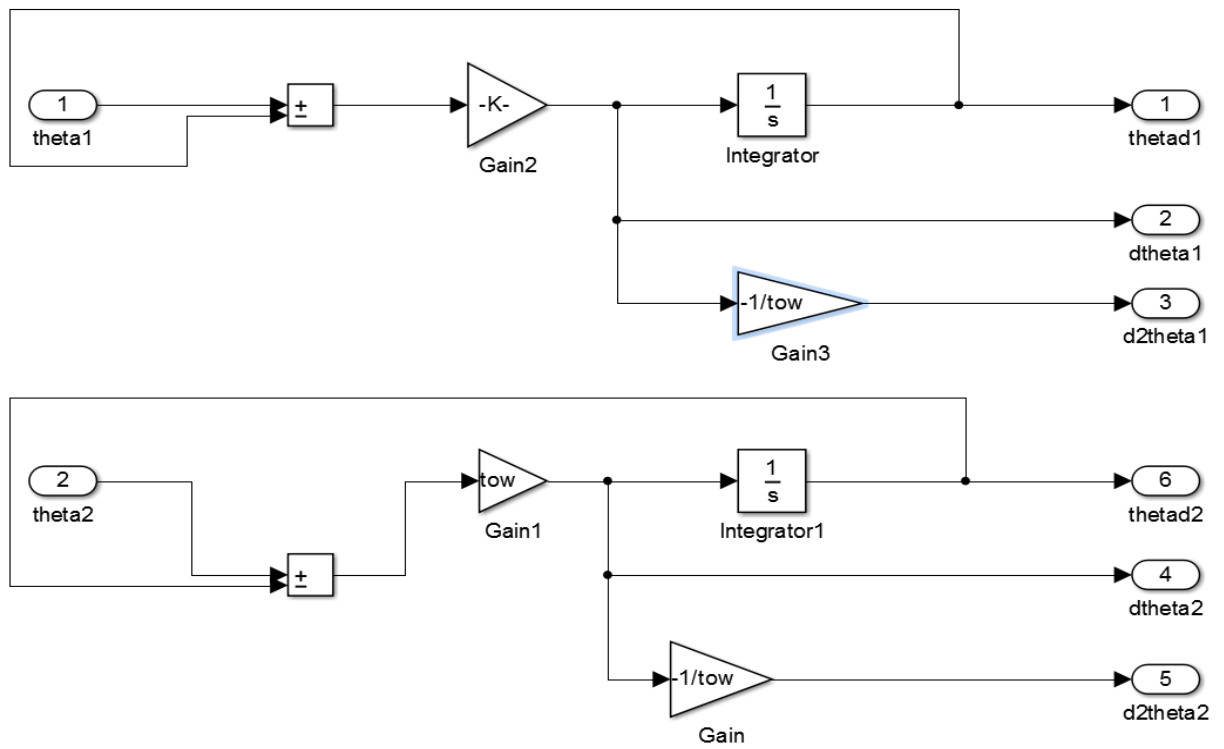 1
theta1
±
-K-
Gain2
1
s
Integrator
1
thetad1
2
dtheta1
-1/tow
Gain3
3
d2theta1
2
theta2
±
tow
Gain1
1
s
Integrator1
6
thetad2
4
dtheta2
-1/tow
Gain
5
d2theta2